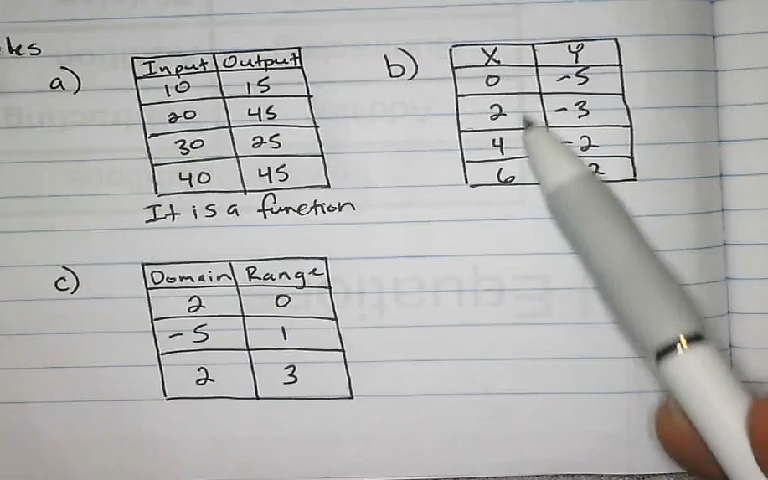 a)
Input Output
10 15
20 45
30 25
40 45
It is a function
b)
X Y
0 -5
2 -3
4 -2
6
c)
Domain Range
2 0
-5 1
2 3